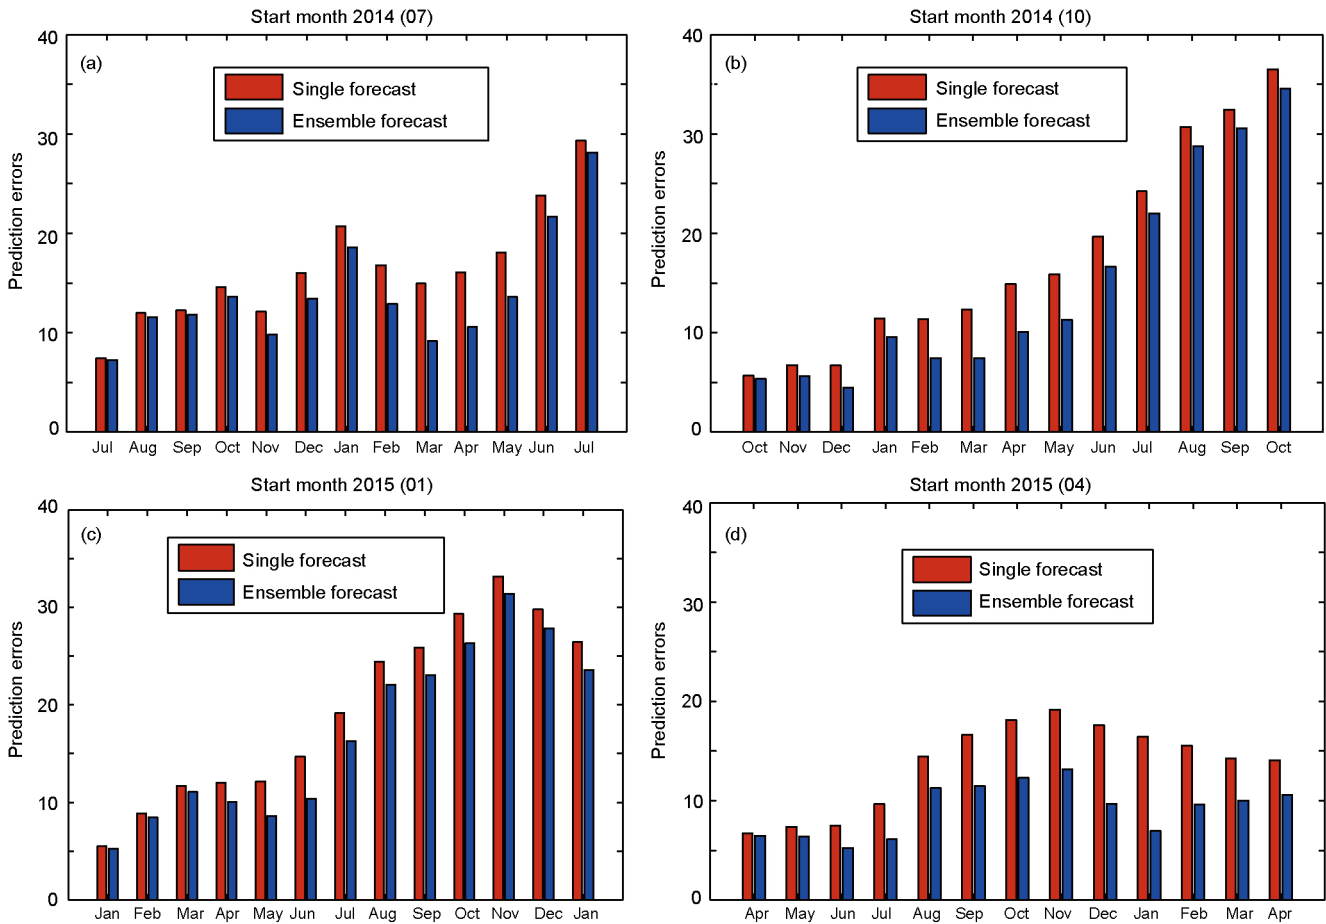 Start month 2014 (07)
(a)
Single forecast
Ensemble forecast
Prediction errors
40
30
20
10
0
Jul Aug Sep Oct Nov Dec Jan Feb Mar Apr May Jun Jul
Start month 2014 (10)
(b)
Single forecast
Ensemble forecast
Prediction errors
40
30
20
10
0
Oct Nov Dec Jan Feb Mar Apr May Jun Jul Aug Sep Oct
Start month 2015 (01)
(c)
Single forecast
Ensemble forecast
Prediction errors
40
30
20
10
0
Jan Feb Mar Apr May Jun Jul Aug Sep Oct Nov Dec Jan
Start month 2015 (04)
(d)
Single forecast
Ensemble forecast
Prediction errors
40
30
20
10
0
Apr May Jun Jul Aug Sep Oct Nov Dec Jan Feb Mar Apr